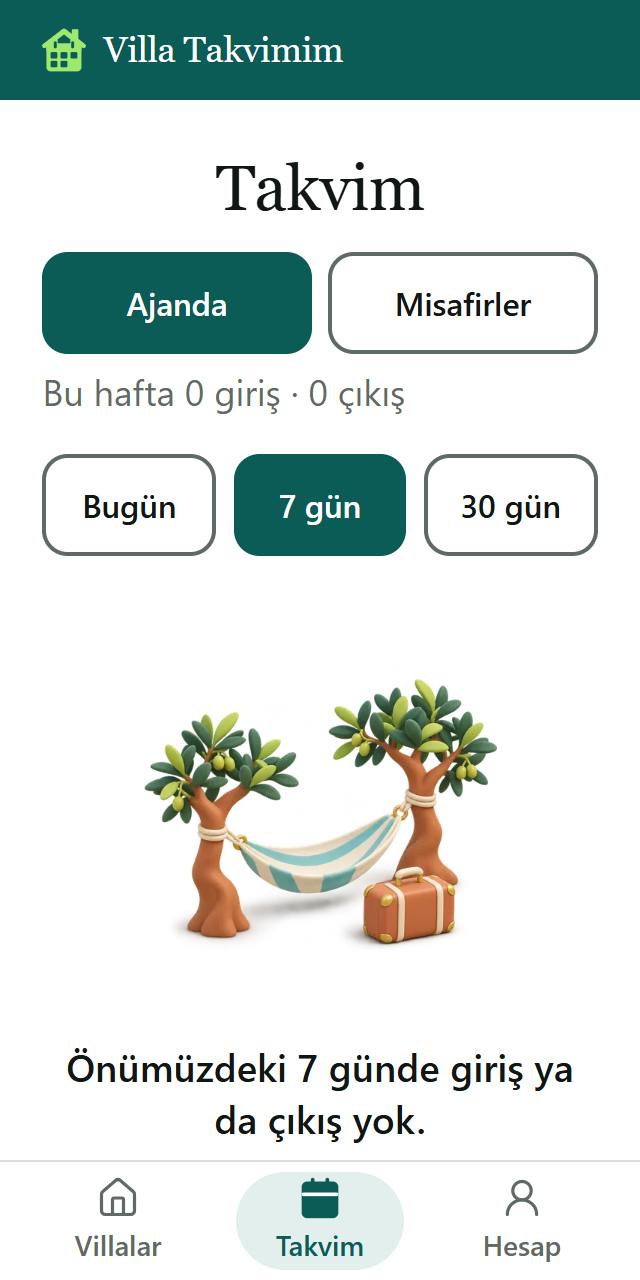 Villa Takvimim
Takvim
Ajanda
Misafirler
Bu hafta 0 giriş · 0 çıkış
Bugün
7 gün
30 gün
Önümüzdeki 7 günde giriş ya
da çıkış yok.
Villalar
Takvim
Hesap